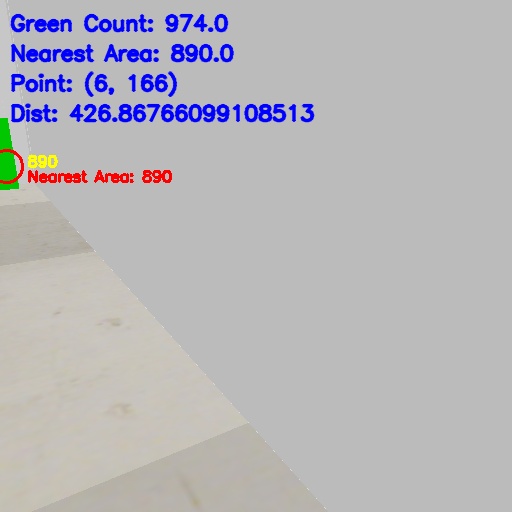 Green Count: 974.0
Nearest Area: 890.0
Point: (6, 166)
Dist: 426.86766099108513
890
Nearest Area: 890